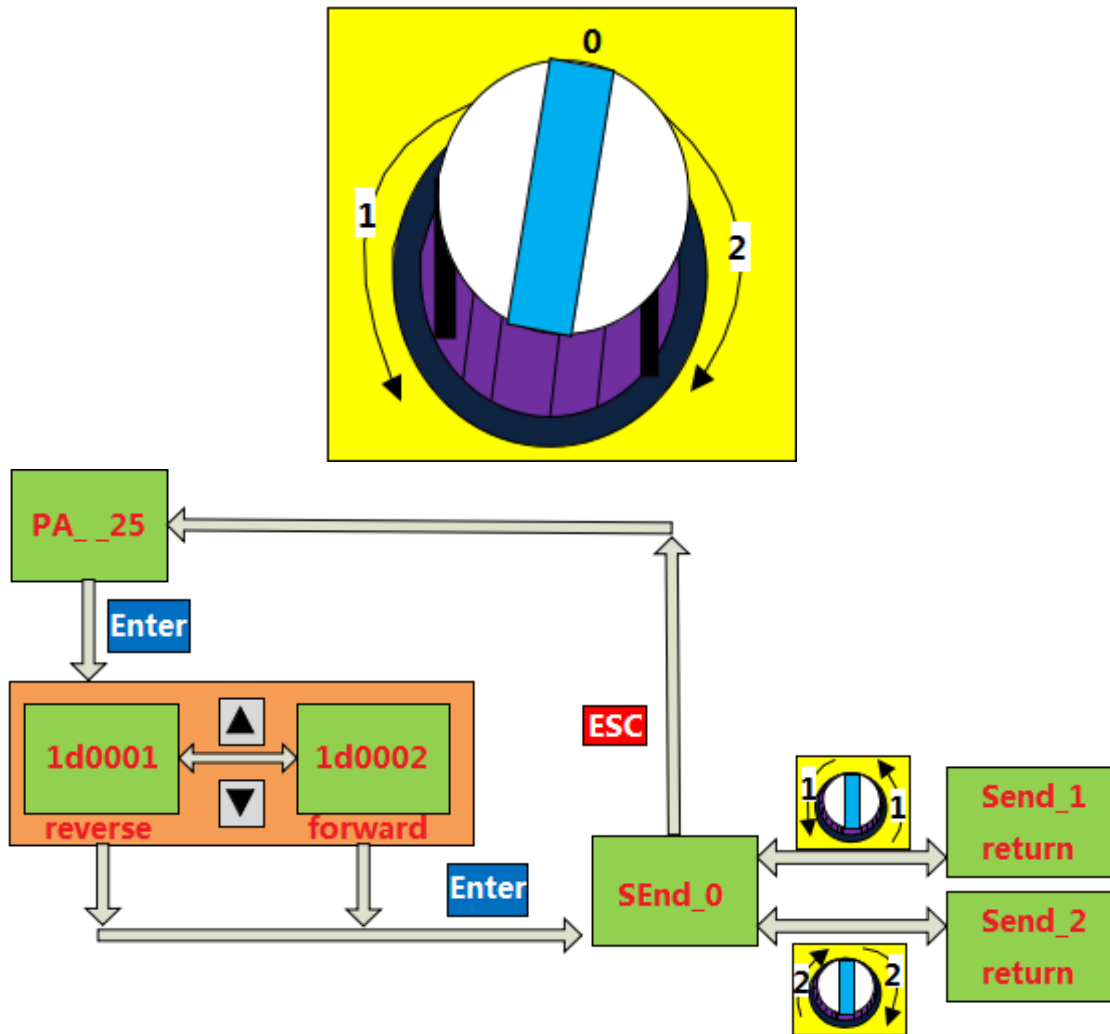 0
1
2
PA_ _25
Enter
1d0001
1d0002
reverse
forward
ESC
Enter
SEnd_0
1
1
Send_1
return
2
2
Send_2
return